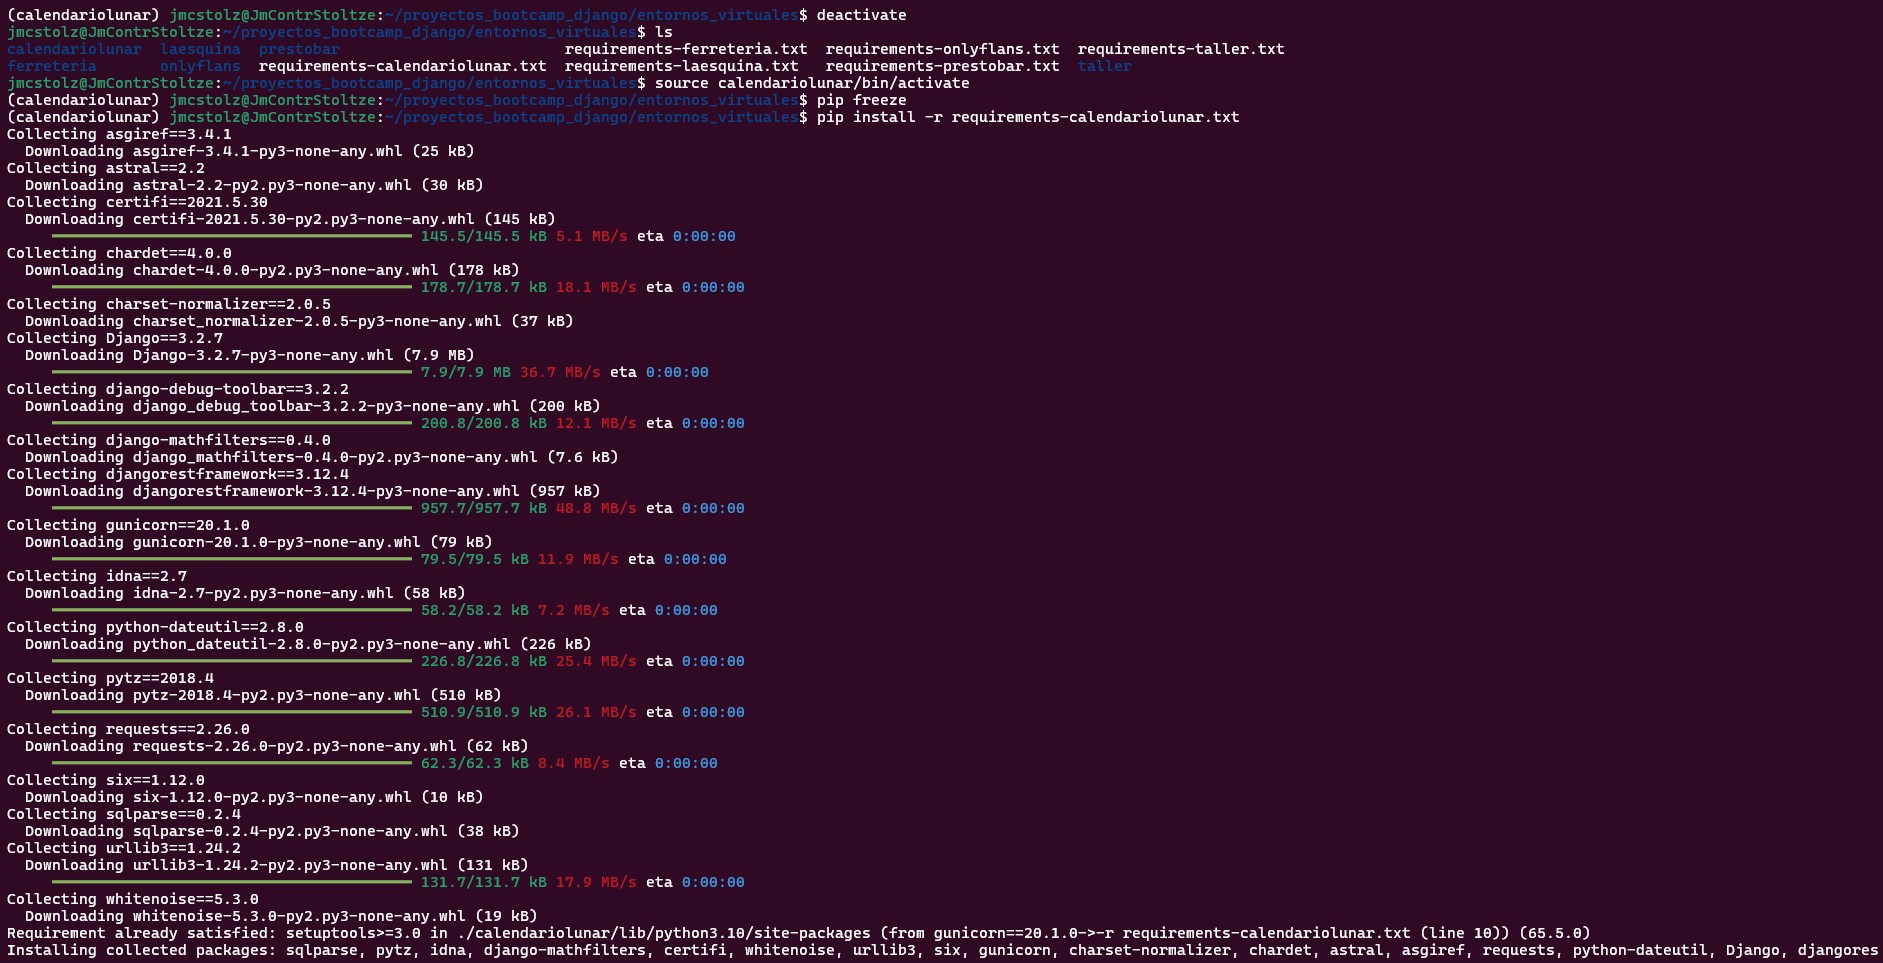 (calendariolunar) jmcstolz@JmContrStoltze:~/proyectos_bootcamp_django/entornos_virtuales$ deactivate
jmcstolz@JmContrStoltze:~/proyectos_bootcamp_django/entornos_virtuales$ ls
calendariolunar  laesquina  prestobar                         requirements-ferreteria.txt  requirements-onlyflans.txt  requirements-taller.txt
ferreteria       onlyflans  requirements-calendariolunar.txt  requirements-laesquina.txt   requirements-prestobar.txt  taller
jmcstolz@JmContrStoltze:~/proyectos_bootcamp_django/entornos_virtuales$ source calendariolunar/bin/activate
(calendariolunar) jmcstolz@JmContrStoltze:~/proyectos_bootcamp_django/entornos_virtuales$ pip freeze
(calendariolunar) jmcstolz@JmContrStoltze:~/proyectos_bootcamp_django/entornos_virtuales$ pip install -r requirements-calendariolunar.txt
Collecting asgiref==3.4.1
  Downloading asgiref-3.4.1-py3-none-any.whl (25 kB)
Collecting astral==2.2
  Downloading astral-2.2-py2.py3-none-any.whl (30 kB)
Collecting certifi==2021.5.30
  Downloading certifi-2021.5.30-py2.py3-none-any.whl (145 kB)
145.5/145.5 kB 5.1 MB/s eta 0:00:00
Collecting chardet==4.0.0
  Downloading chardet-4.0.0-py2.py3-none-any.whl (178 kB)
178.7/178.7 kB 18.1 MB/s eta 0:00:00
Collecting charset-normalizer==2.0.5
  Downloading charset_normalizer-2.0.5-py3-none-any.whl (37 kB)
Collecting Django==3.2.7
  Downloading Django-3.2.7-py3-none-any.whl (7.9 MB)
7.9/7.9 MB 36.7 MB/s eta 0:00:00
Collecting django-debug-toolbar==3.2.2
  Downloading django_debug_toolbar-3.2.2-py3-none-any.whl (200 kB)
200.8/200.8 kB 12.1 MB/s eta 0:00:00
Collecting django-mathfilters==0.4.0
  Downloading django_mathfilters-0.4.0-py2.py3-none-any.whl (7.6 kB)
Collecting djangorestframework==3.12.4
  Downloading djangorestframework-3.12.4-py3-none-any.whl (957 kB)
957.7/957.7 kB 48.8 MB/s eta 0:00:00
Collecting gunicorn==20.1.0
  Downloading gunicorn-20.1.0-py3-none-any.whl (79 kB)
79.5/79.5 kB 11.9 MB/s eta 0:00:00
Collecting idna==2.7
  Downloading idna-2.7-py2.py3-none-any.whl (58 kB)
58.2/58.2 kB 7.2 MB/s eta 0:00:00
Collecting python-dateutil==2.8.0
  Downloading python_dateutil-2.8.0-py2.py3-none-any.whl (226 kB)
226.8/226.8 kB 25.4 MB/s eta 0:00:00
Collecting pytz==2018.4
  Downloading pytz-2018.4-py2.py3-none-any.whl (510 kB)
510.9/510.9 kB 26.1 MB/s eta 0:00:00
Collecting requests==2.26.0
  Downloading requests-2.26.0-py2.py3-none-any.whl (62 kB)
62.3/62.3 kB 8.4 MB/s eta 0:00:00
Collecting six==1.12.0
  Downloading six-1.12.0-py2.py3-none-any.whl (10 kB)
Collecting sqlparse==0.2.4
  Downloading sqlparse-0.2.4-py2.py3-none-any.whl (38 kB)
Collecting urllib3==1.24.2
  Downloading urllib3-1.24.2-py2.py3-none-any.whl (131 kB)
131.7/131.7 kB 17.9 MB/s eta 0:00:00
Collecting whitenoise==5.3.0
  Downloading whitenoise-5.3.0-py2.py3-none-any.whl (19 kB)
Requirement already satisfied: setuptools>=3.0 in ./calendariolunar/lib/python3.10/site-packages (from gunicorn==20.1.0->-r requirements-calendariolunar.txt (line 10)) (65.5.0)
Installing collected packages: sqlparse, pytz, idna, django-mathfilters, certifi, whitenoise, urllib3, six, gunicorn, charset-normalizer, chardet, astral, asgiref, requests, python-dateutil, Django, djangores